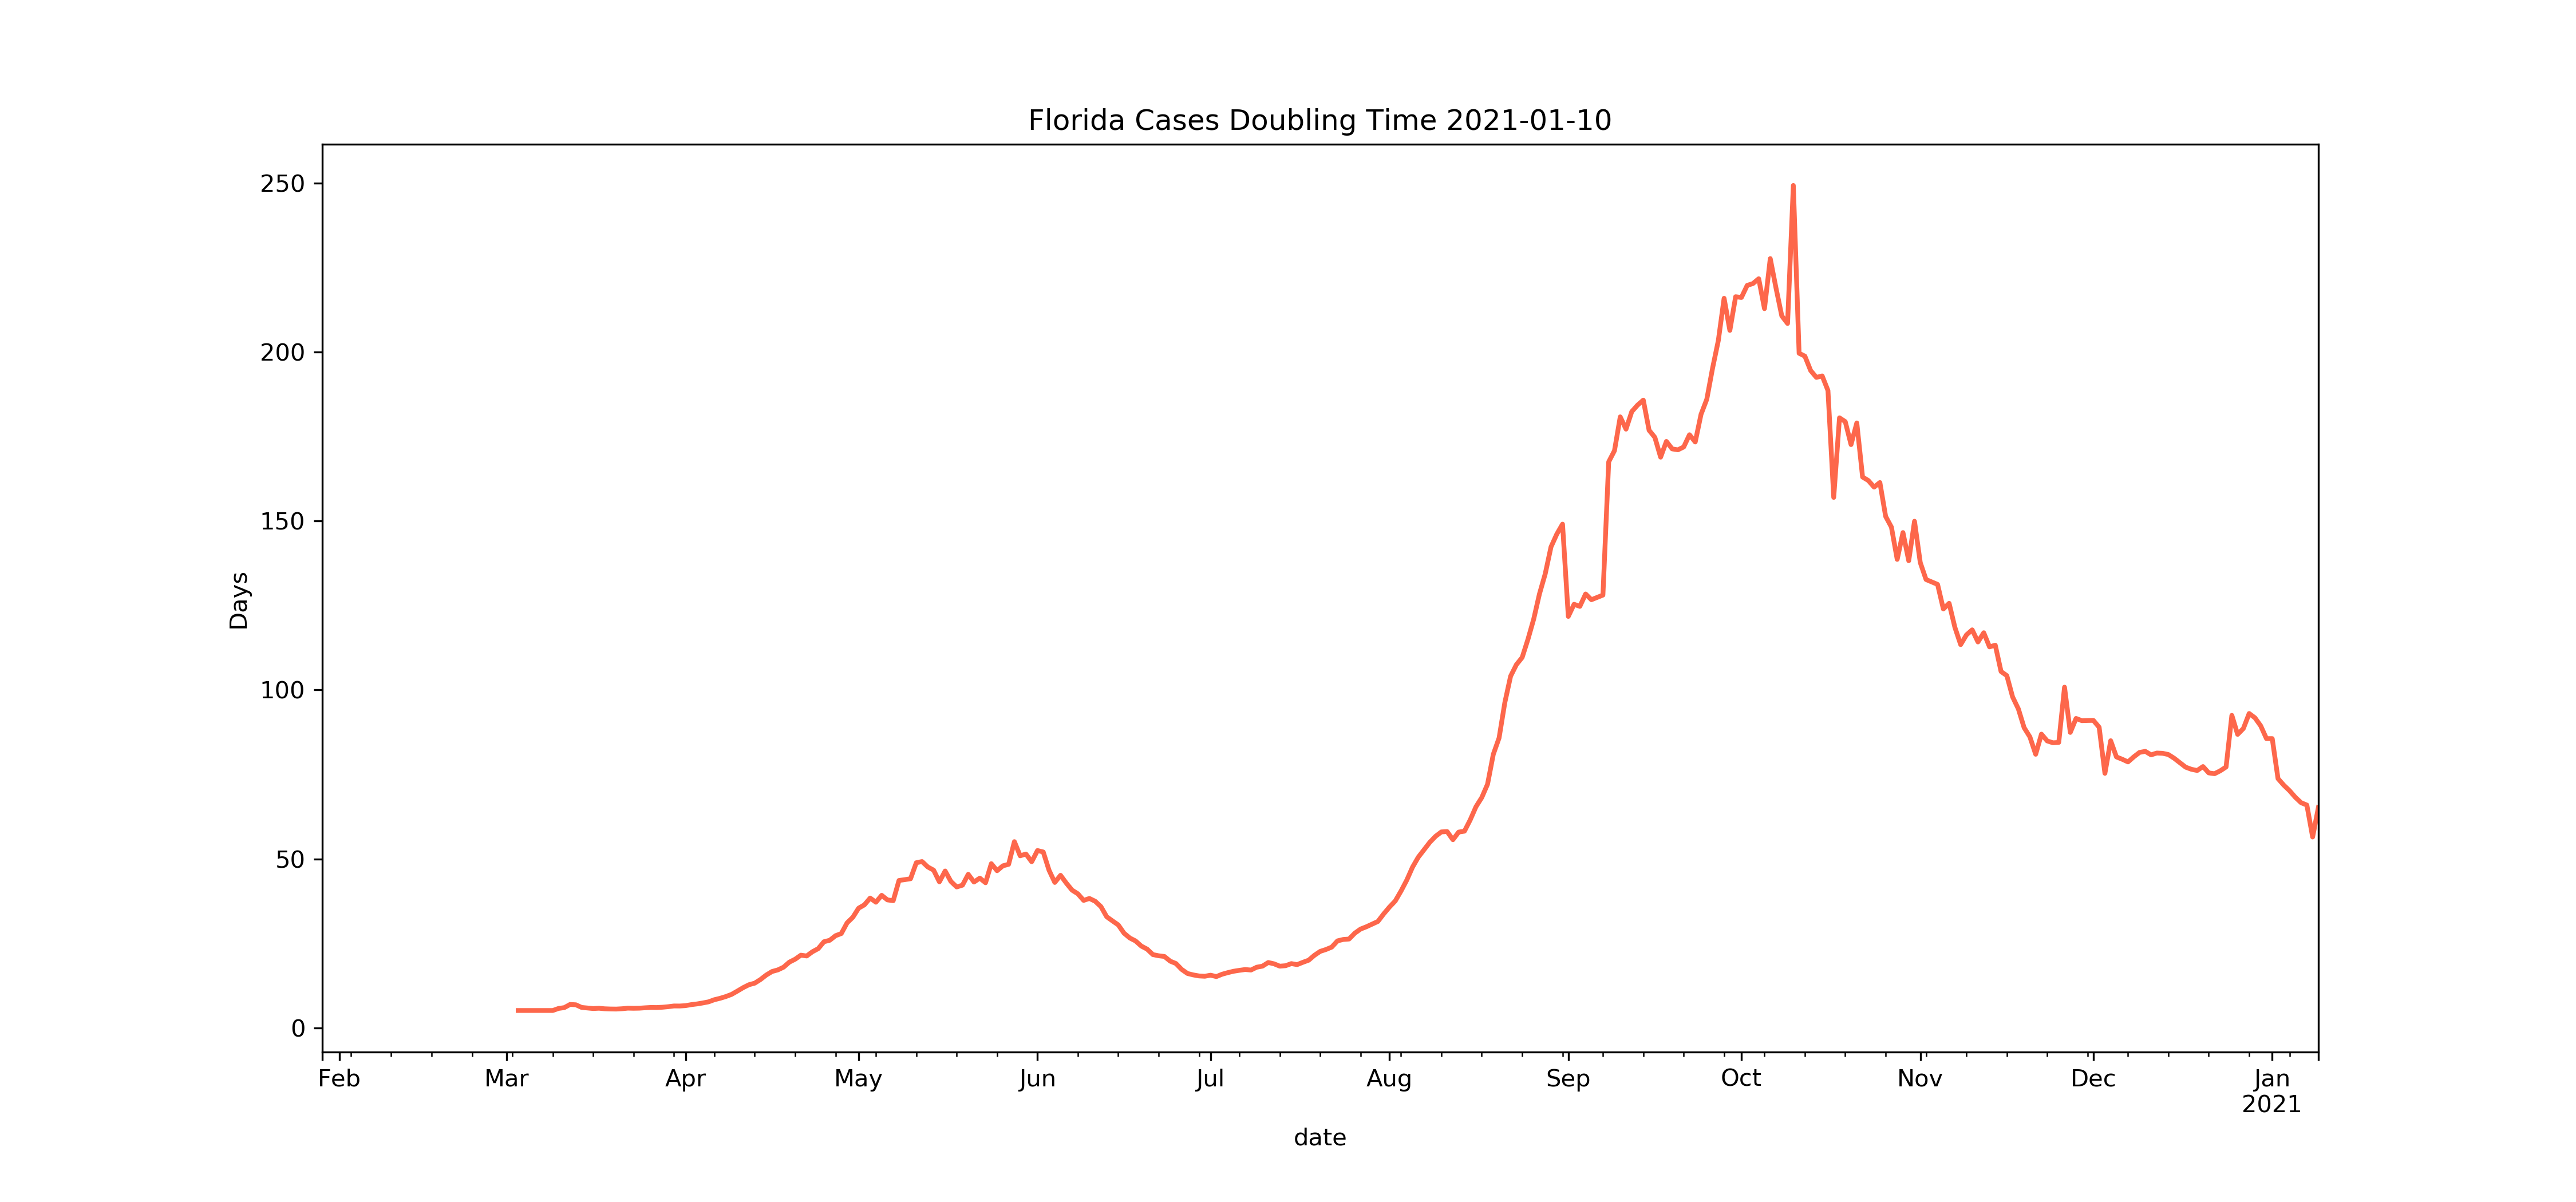 Florida Cases Doubling Time 2021-01-10
250
200
150
100
50
0
Days
Feb Mar Apr May Jun Jul Aug Sep Oct Nov Dec Jan
2021
date